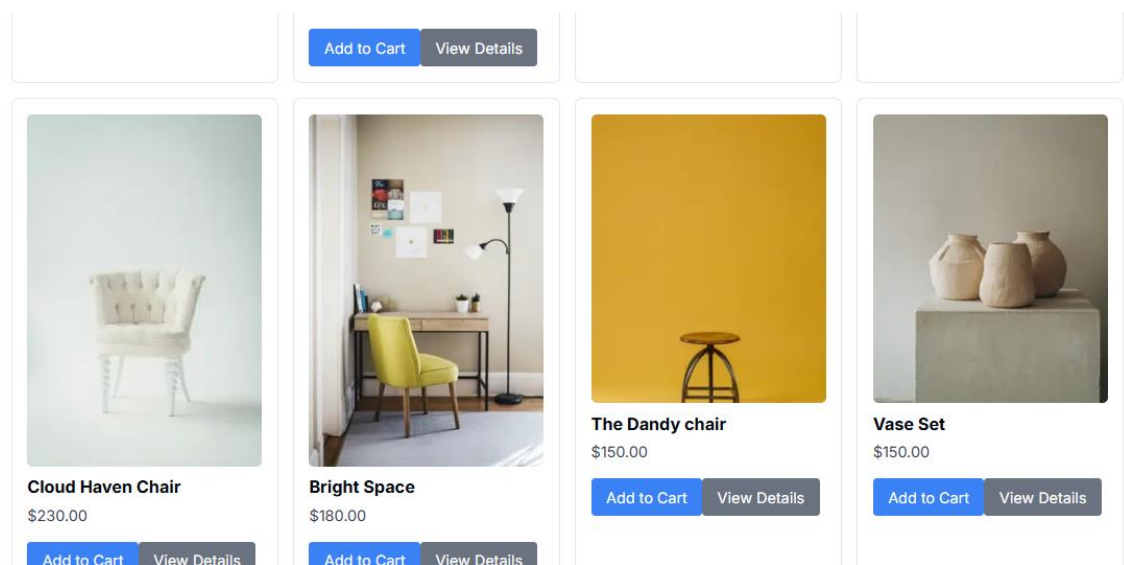 Add to Cart View Details
Cloud Haven Chair
$230.00
Add to Cart View Details
Bright Space
$180.00
Add to Cart View Details
The Dandy chair
$150.00
Add to Cart View Details
Vase Set
$150.00
Add to Cart View Details